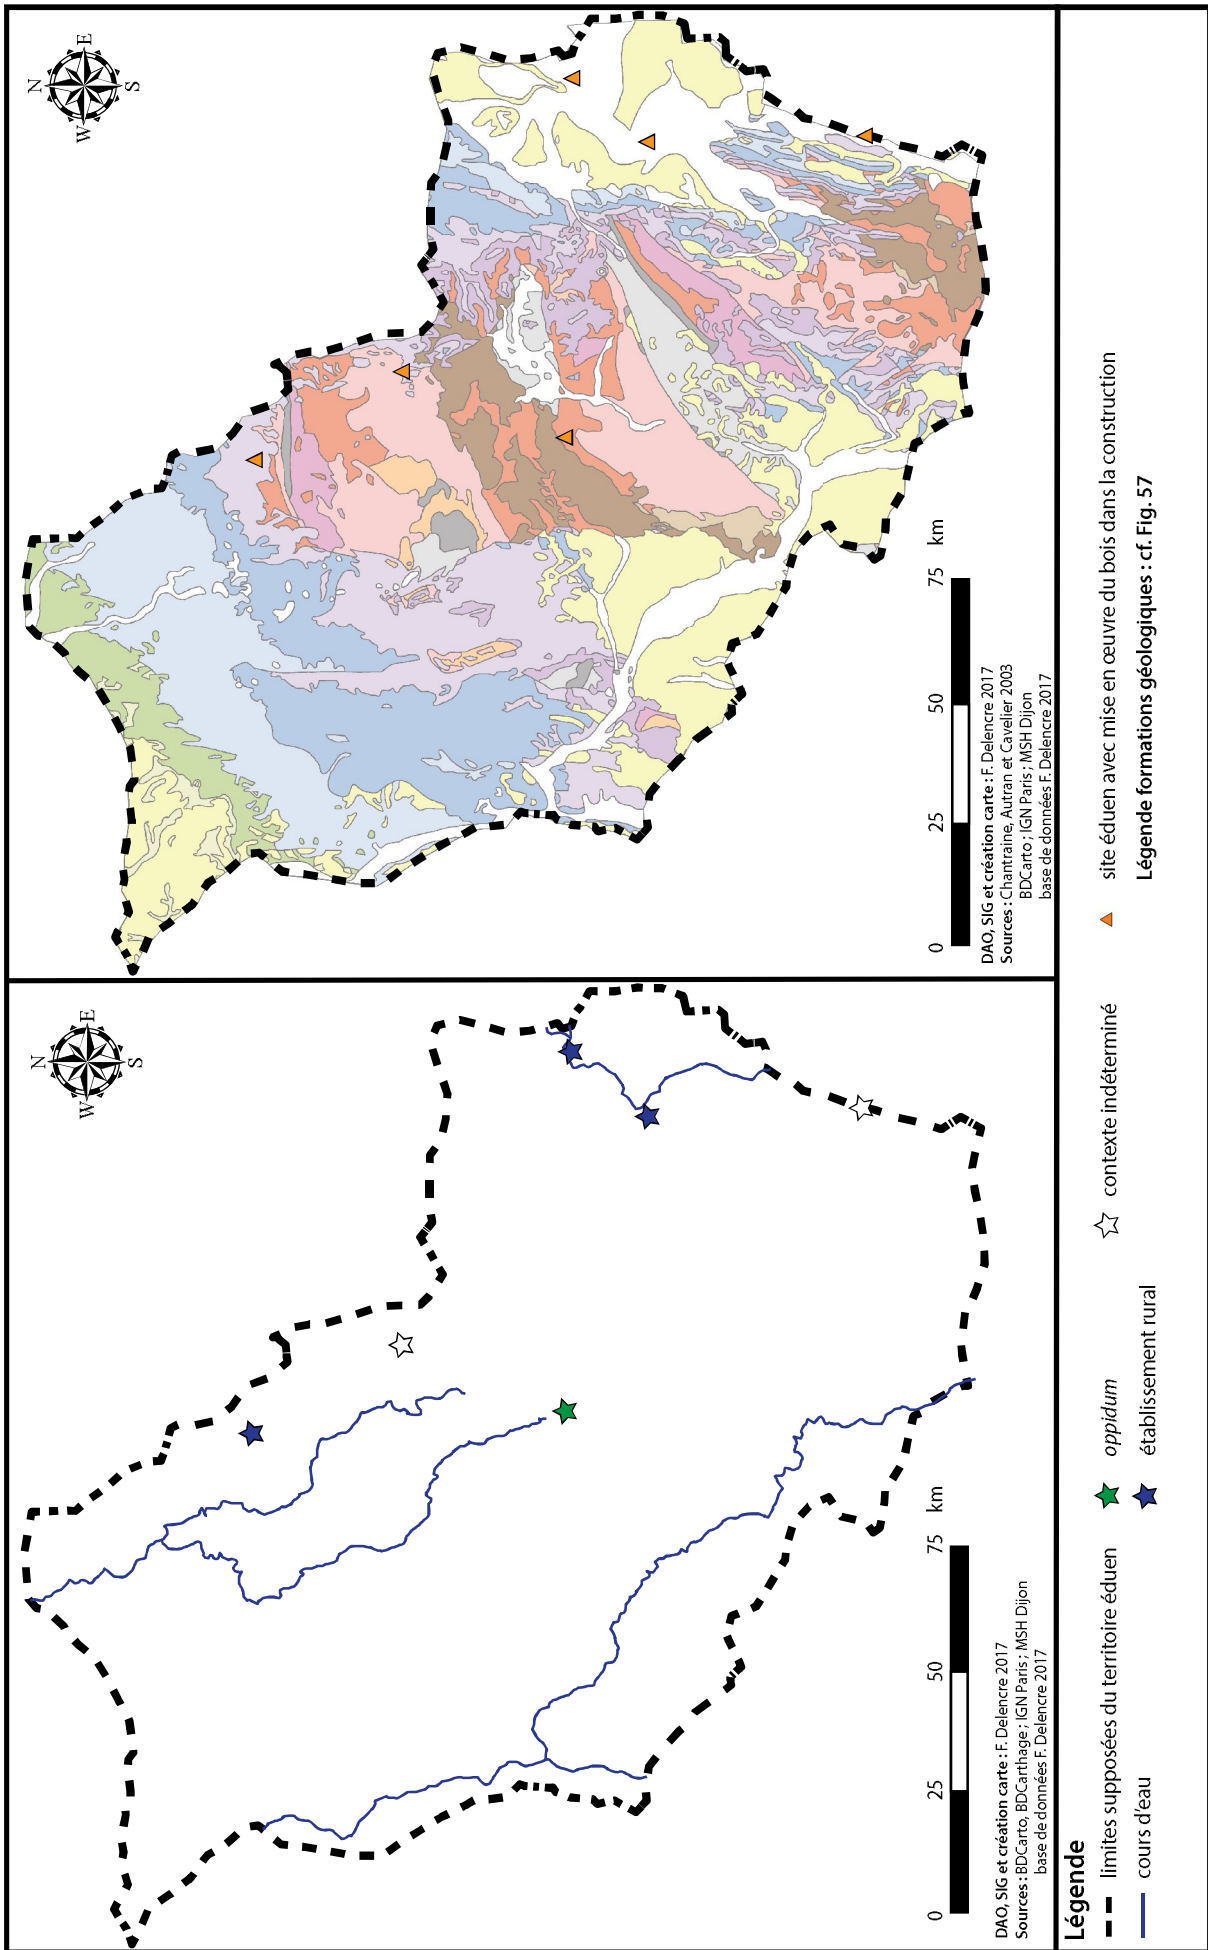 N
E
S
W
0
25
50
75
km
DAO, SIG et création carte : F. Delencre 2017
Sources : BDCarto, BDCarthage ; IGN Paris ; MSH Dijon
base de données F. Delencre 2017
N
E
S
W
0
25
50
75
km
DAO, SIG et création carte : F. Delencre 2017
Sources : Chantraine, Autran et Cavelier 2003
BDCarto ; IGN Paris ; MSH Dijon
base de données F. Delencre 2017
Légende
limites supposées du territoire éduen
cours d'eau
oppidum
établissement rural
contexte indéterminé
site éduen avec mise en œuvre du bois dans la construction
Légende formations géologiques : cf. Fig. 57